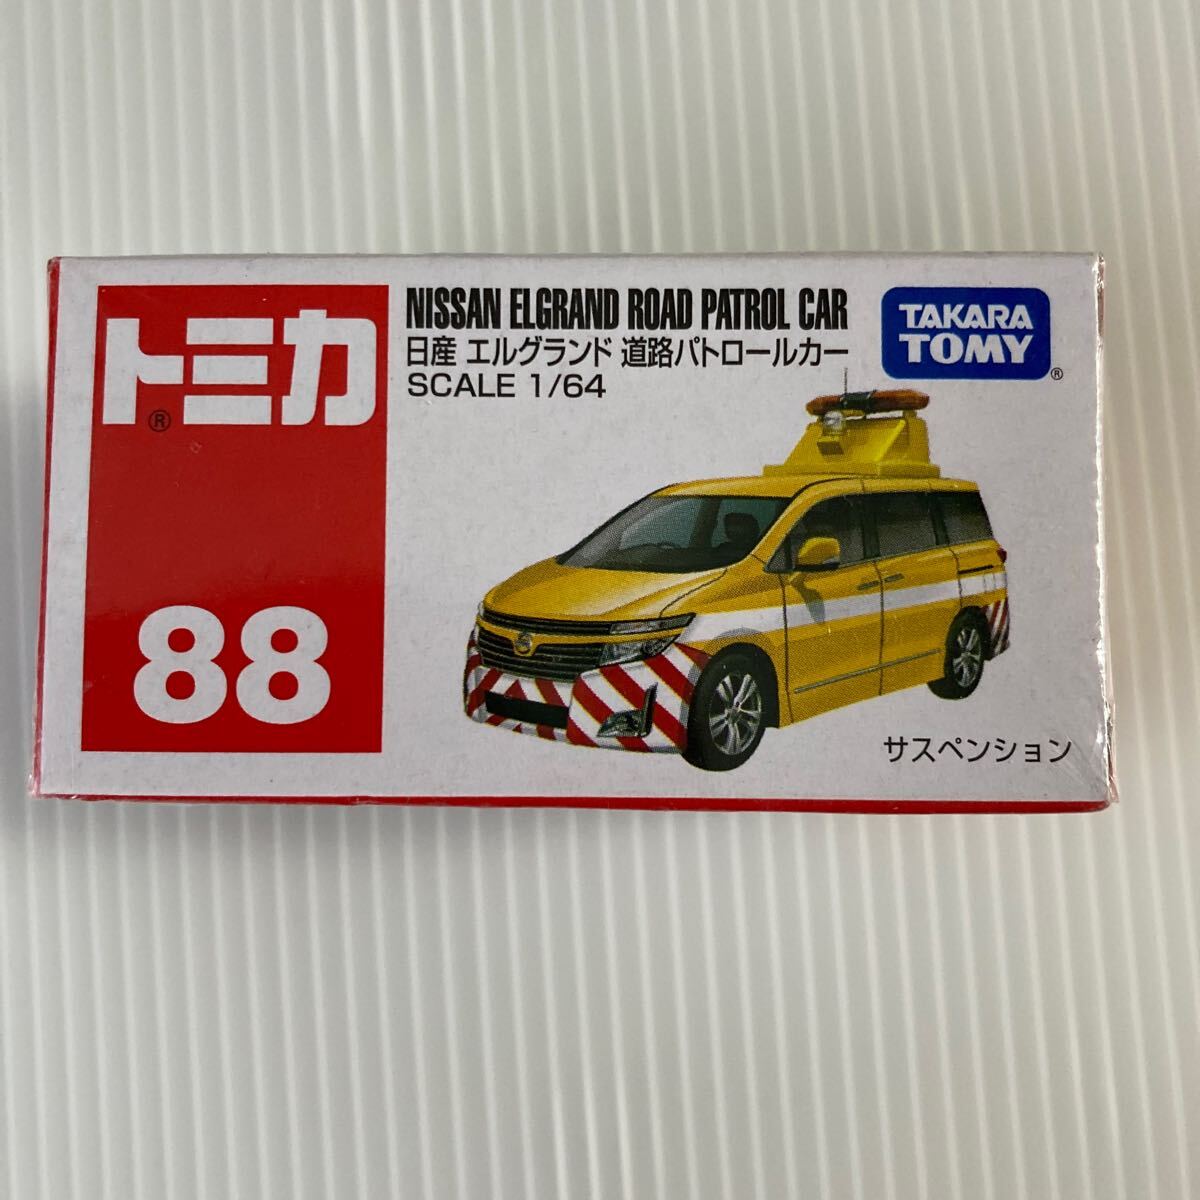 トミカ®
88
NISSAN ELGRAND ROAD PATROL CAR
日産 エルグランド 道路パトロールカー
SCALE 1/64
TAKARA
TOMY®
サスペンション